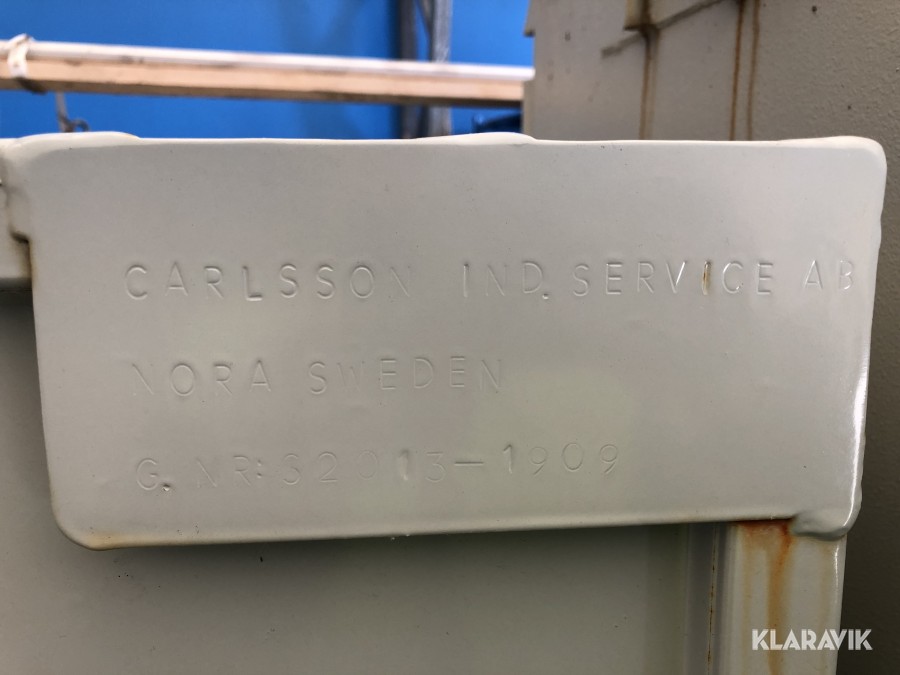 CARLSSON IND. SERVICE AB
NORA SWEDEN
G. NR: S2013-1909
KLARAVIK